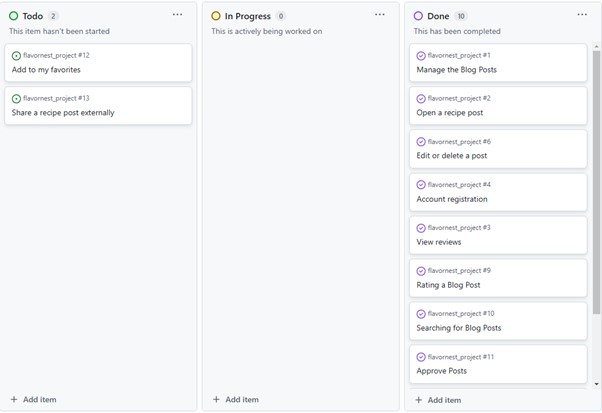 Todo 2 ...
This item hasn't been started
flavornest_project #12
Add to my favorites
flavornest_project #13
Share a recipe post externally
+ Add item
In Progress 0 ...
This is actively being worked on
+ Add item
Done 10 ...
This has been completed
flavornest_project #1
Manage the Blog Posts
flavornest_project #2
Open a recipe post
flavornest_project #6
Edit or delete a post
flavornest_project #4
Account registration
flavornest_project #3
View reviews
flavornest_project #9
Rating a Blog Post
flavornest_project #10
Searching for Blog Posts
flavornest_project #11
Approve Posts
+ Add item